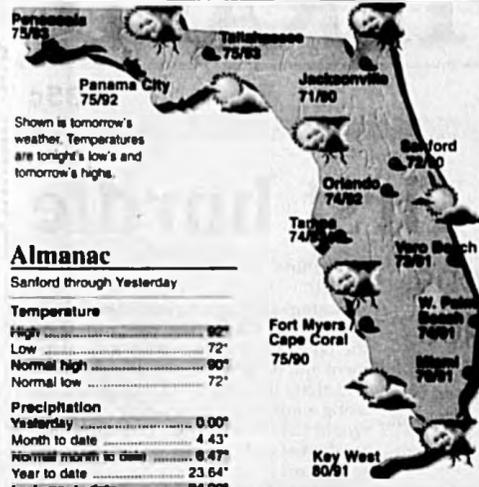 Pensacola
75/93
Tallahassee
75/93
Panama City
75/92
Jacksonville
71/90
Shown is tomorrow's
weather. Temperatures
are tonight's low's and
tomorrow's highs.
Sanford
72/90
Orlando
74/92
Tampa
Vero Beach
W. Palm
Beach
Fort Myers /
Cape Coral
75/90
Miami
Key West
80/91
Almanac
Sanford through Yesterday
Temperature
High 92°
Low 72°
Normal high 90°
Normal low 72°
Precipitation
Yesterday 0.00"
Month to date 4.43"
Normal month to date 6.47"
Year to date 23.64"